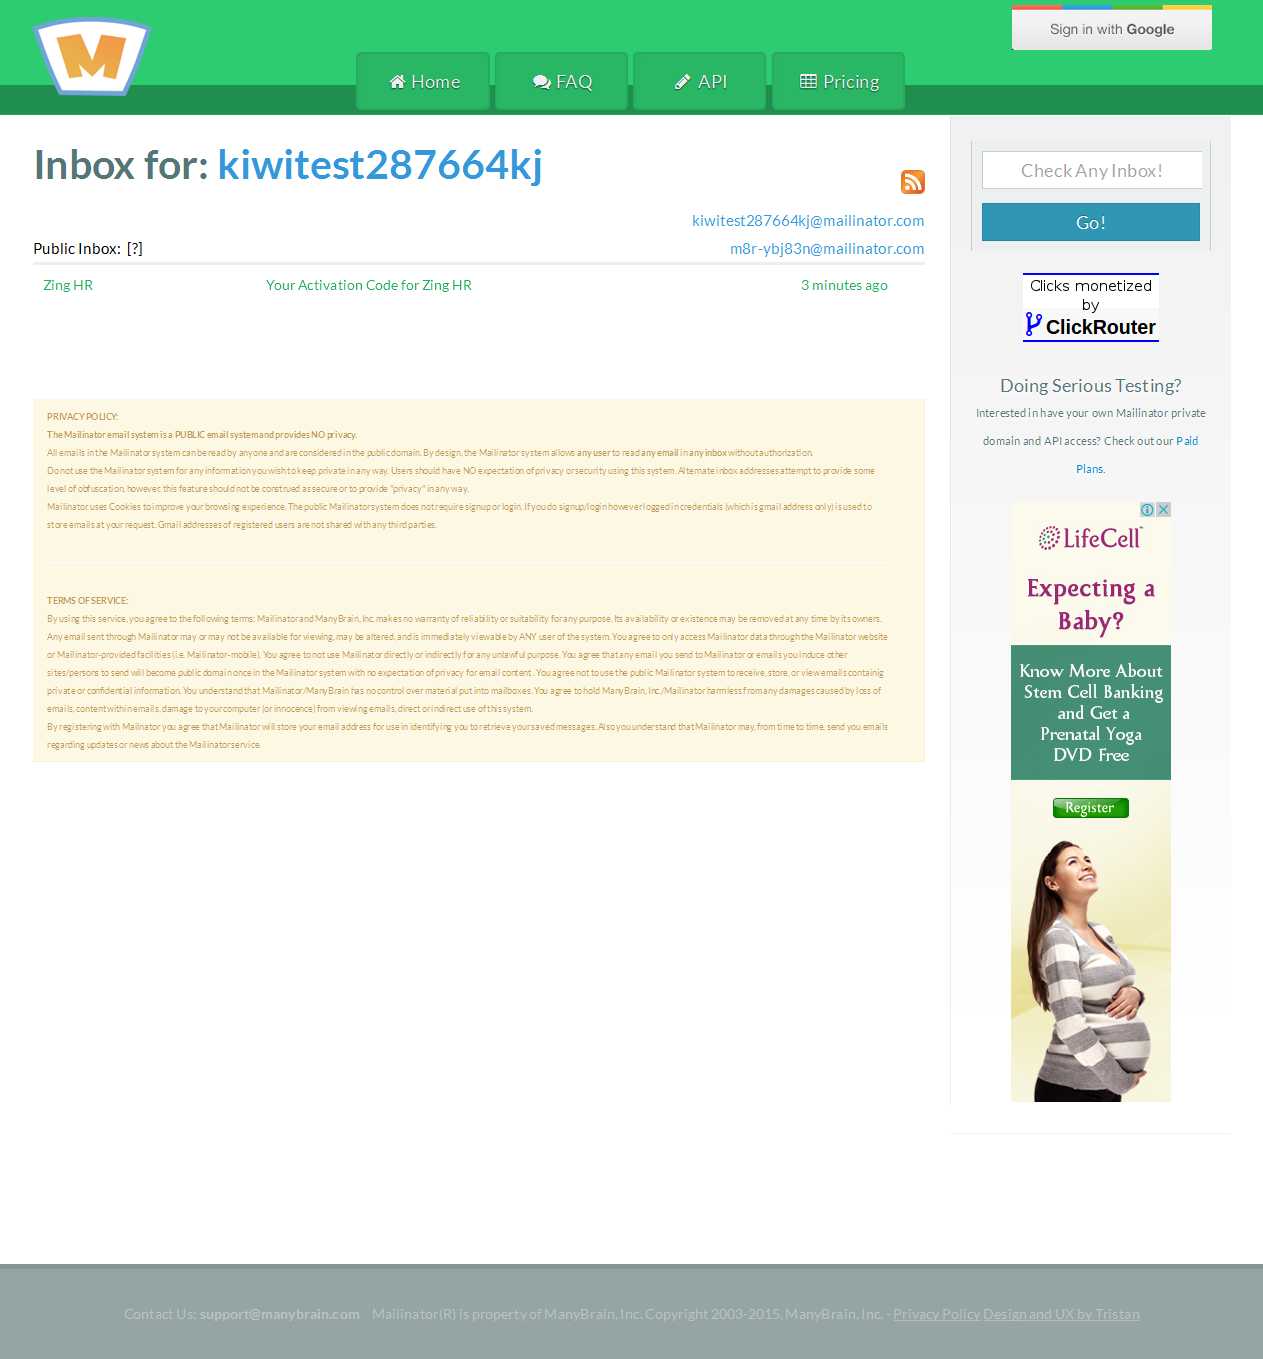 M
Sign in with Google
Home
FAQ
API
Pricing
Inbox for: kiwitest287664kj
kiwitest287664kj@mailinator.com
Public Inbox: [?]
m8r-ybj83n@mailinator.com
Zing HR
Your Activation Code for Zing HR
3 minutes ago
PRIVACY POLICY:
The Mailinator email system is a PUBLIC email system and provides NO privacy.
All emails in the Mailinator system can be read by anyone and are considered in the public domain. By design, the Mailinator system allows any user to read any email in any inbox without authorization.
Do not use the Mailinator system for any information you wish to keep private in any way. Users should have NO expectation of privacy or security using this system. Alternate inbox addresses attempt to provide some
level of obfuscation, however, this feature should not be construed as secure or to provide "privacy" in any way.
Mailinator uses Cookies to improve your browsing experience. The public Mailinator system does not require signup or login. If you do signup/login however logged in credentials (which is gmail address only) is used to
store emails at your request. Gmail addresses of registered users are not shared with any third parties.
TERMS OF SERVICE:
By using this service, you agree to the following terms: Mailinator and ManyBrain, Inc. makes no warranty of reliability or suitability for any purpose. Its availability or existence may be removed at any time by its owners.
Any email sent through Mailinator may or may not be available for viewing, may be altered, and is immediately viewable by ANY user of the system. You agree to only access Mailinator data through the Mailinator website
or Mailinator-provided facilities (i.e. Mailinator-mobile). You agree to not use Mailinator directly or indirectly for any unlawful purpose. You agree that any email you send to Mailinator or emails you induce other
sites/persons to send will become public domain once in the Mailinator system with no expectation of privacy for email content . You agree not to use the public Mailinator system to receive, store, or view emails containig
private or confidential information. You understand that Mailinator/ManyBrain has no control over material put into mailboxes. You agree to hold ManyBrain, Inc./Mailinator harmless from any damages caused by loss of
emails, content within emails, damage to your computer (or innocence) from viewing emails, direct or indirect use of this system.
By registering with Mailnator you agree that Mailinator will store your email address for use in identifying you to retrieve your saved messages. Also you understand that Mailinator may, from time to time, send you emails
regarding updates or news about the Mailinator service.
Check Any Inbox!
Go!
Clicks monetized
by
ClickRouter
Doing Serious Testing?
Interested in have your own Mailinator private
domain and API access? Check out our Paid
Plans.
LifeCell™
Expecting a
Baby?
Know More About
Stem Cell Banking
and Get a
Prenatal Yoga
DVD Free
Register
Contact Us: support@manybrain.com Mailinator(R) is property of ManyBrain, Inc. Copyright 2003-2015, ManyBrain, Inc. - Privacy Policy Design and UX by Tristan